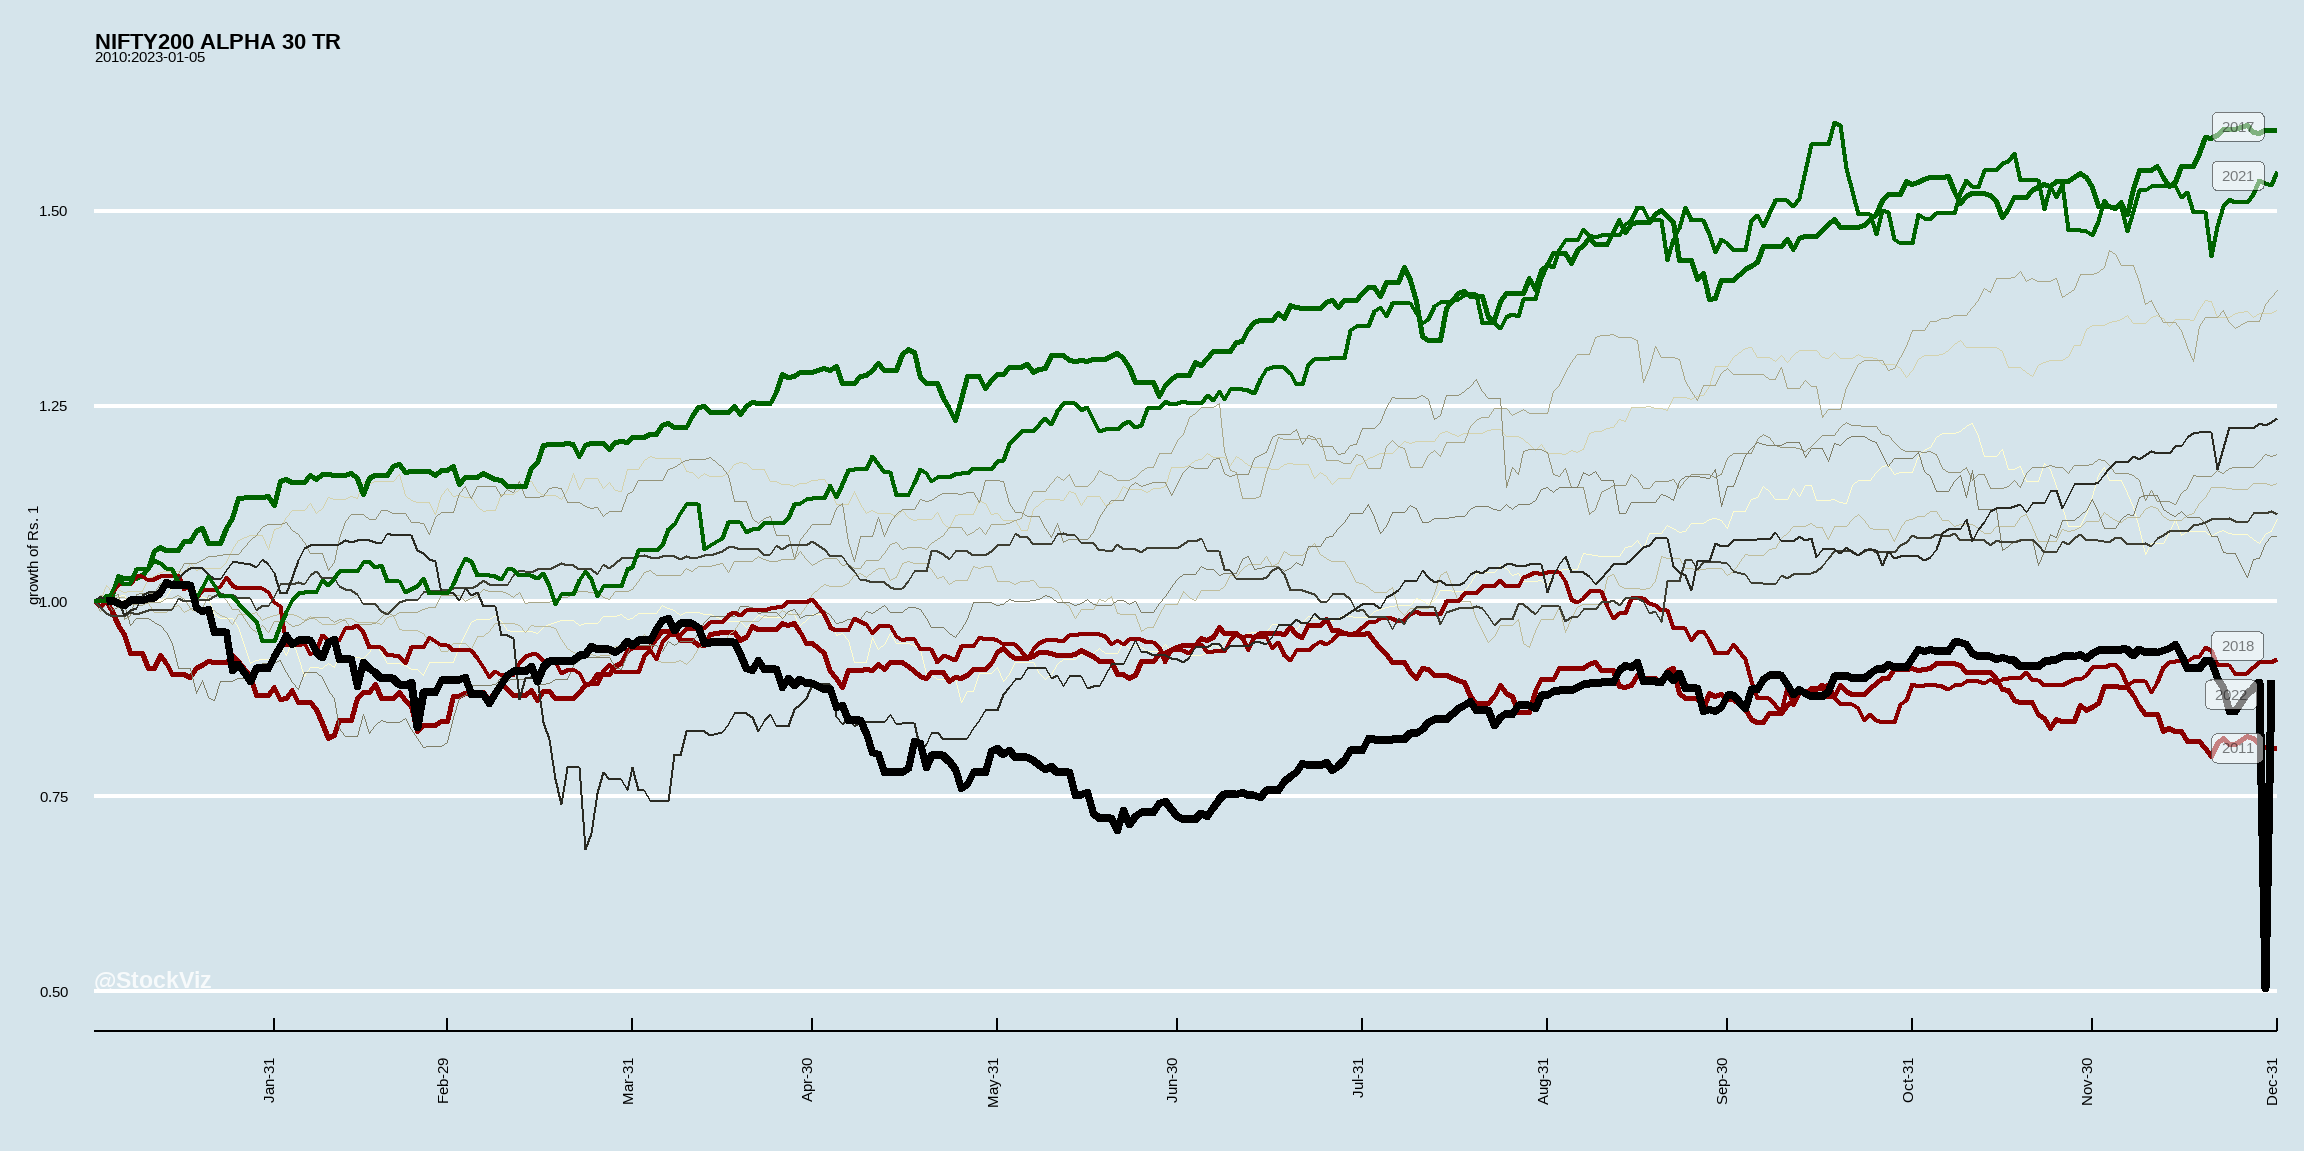 NIFTY200 ALPHA 30 TR
2010:2023-01-05
growth of Rs. 1
1.50
1.25
1.00
0.75
0.50
2017
2021
2018
2022
2011
@StockViz
Jan-31
Feb-29
Mar-31
Apr-30
May-31
Jun-30
Jul-31
Aug-31
Sep-30
Oct-31
Nov-30
Dec-31